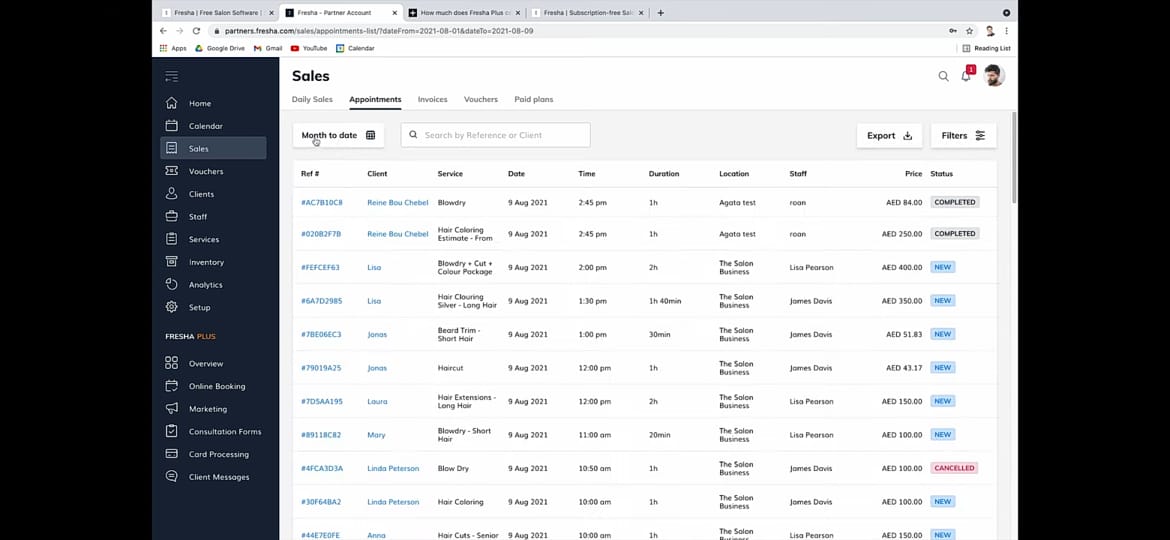 Fresha | Free Salon Software |
Fresha - Partner Account
How much does Fresha Plus co
Fresha | Subscription-free Salo
partners.fresha.com/sales/appointments-list/?dateFrom=2021-08-01&dateTo=2021-08-09
Apps Google Drive Gmail YouTube Calendar Reading List
Sales
1
Daily Sales Appointments Invoices Vouchers Paid plans
Home
Calendar
Sales
Vouchers
Clients
Staff
Services
Inventory
Analytics
Setup
FRESHA PLUS
Overview
Online Booking
Marketing
Consultation Forms
Card Processing
Client Messages
Month to date Search by Reference or Client Export Filters
Ref # Client Service Date Time Duration Location Staff Price Status
#AC7B10C8 Reine Bou Chebel Blowdry 9 Aug 2021 2:45 pm 1h Agata test roan AED 84.00 COMPLETED
#020B2F7B Reine Bou Chebel Hair Coloring Estimate - From 9 Aug 2021 2:45 pm 1h Agata test roan AED 250.00 COMPLETED
#FEFCEF63 Lisa Blowdry + Cut + Colour Package 9 Aug 2021 2:00 pm 2h The Salon Business Lisa Pearson AED 400.00 NEW
#6A7D2985 Lisa Hair Clouring Silver - Long Hair 9 Aug 2021 1:30 pm 1h 40min The Salon Business James Davis AED 350.00 NEW
#7BE06EC3 Jonas Beard Trim - Short Hair 9 Aug 2021 1:00 pm 30min The Salon Business James Davis AED 51.83 NEW
#79019A25 Jonas Haircut 9 Aug 2021 12:00 pm 1h The Salon Business James Davis AED 43.17 NEW
#7D5AA195 Laura Hair Extensions - Long Hair 9 Aug 2021 12:00 pm 2h The Salon Business Lisa Pearson AED 150.00 NEW
#89118C82 Mary Blowdry - Short Hair 9 Aug 2021 11:00 am 20min The Salon Business Lisa Pearson AED 100.00 NEW
#4FCA3D3A Linda Peterson Blow Dry 9 Aug 2021 10:50 am 1h The Salon Business James Davis AED 100.00 CANCELLED
#30F64BA2 Linda Peterson Hair Coloring 9 Aug 2021 10:00 am 1h The Salon Business James Davis AED 100.00 NEW
#44E7E0FE Anna Hair Cuts - Senior 9 Aug 2021 10:00 am 1h The Salon James Davis AED 150.00 NEW